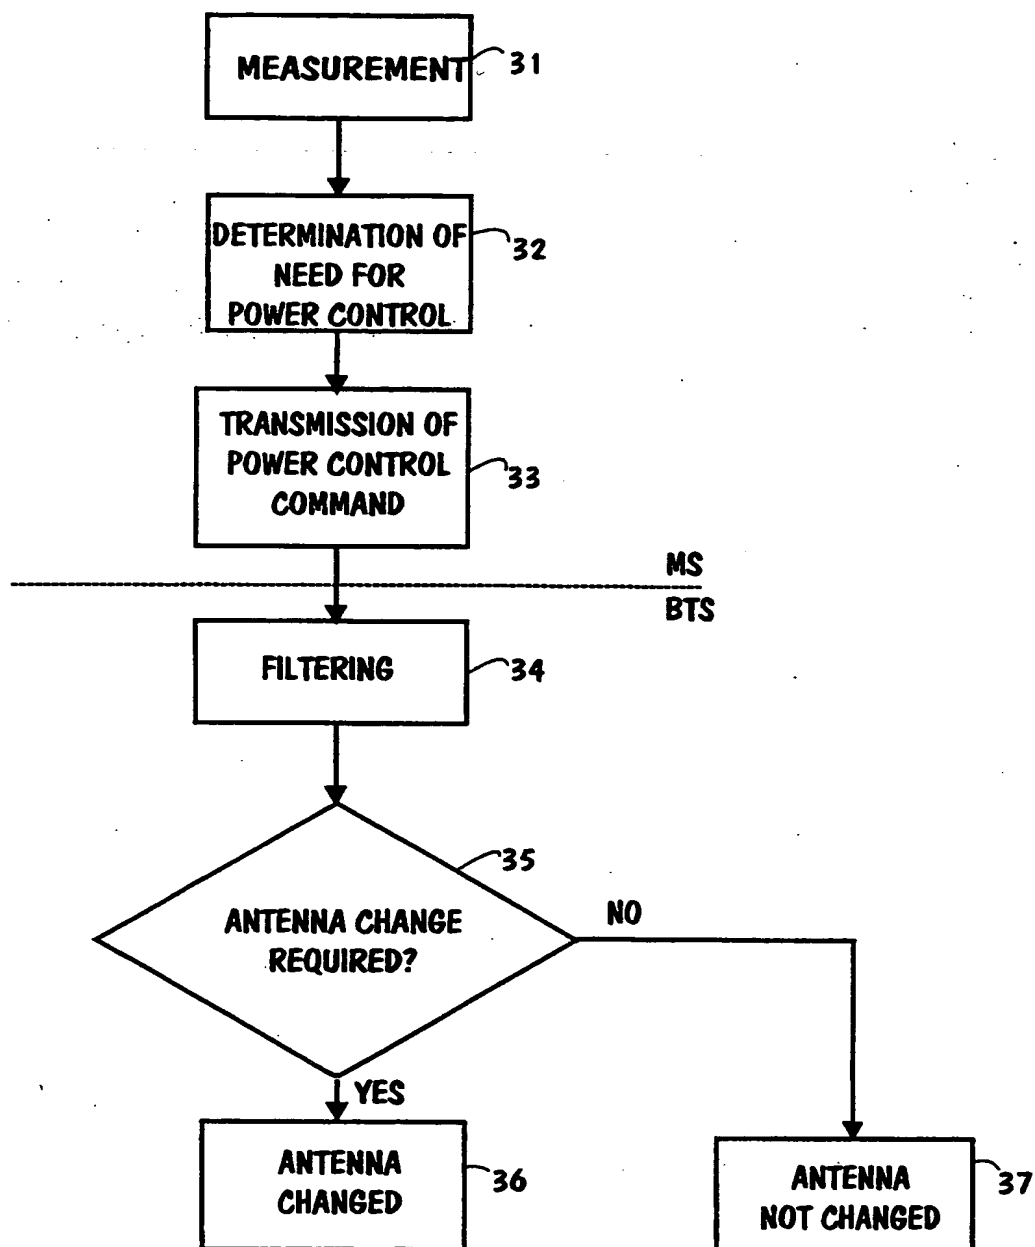 MEASUREMENT 31
DETERMINATION OF
NEED FOR
POWER CONTROL
32
TRANSMISSION OF
POWER CONTROL
COMMAND
33
MS
BTS
FILTERING 34
35
ANTENNA CHANGE
REQUIRED?
NO
YES
ANTENNA
CHANGED
36
ANTENNA
NOT CHANGED
37